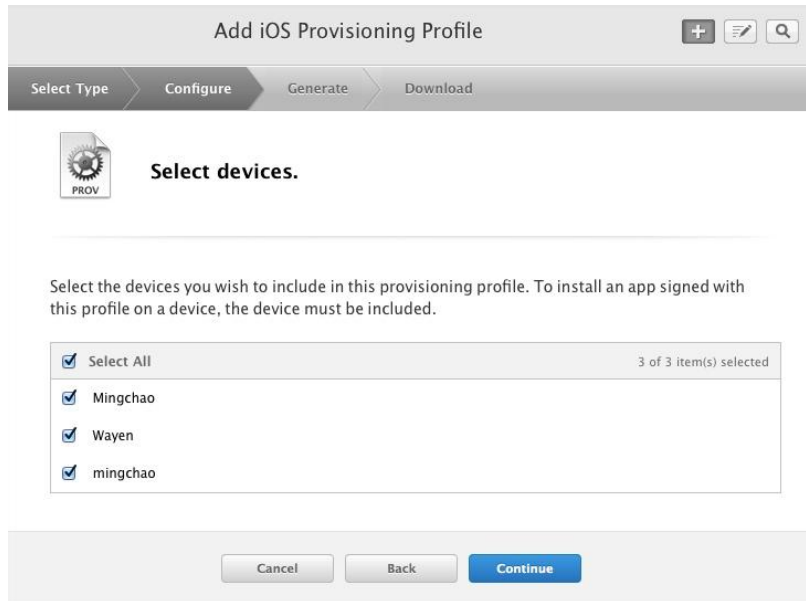 Add iOS Provisioning Profile
Select Type
Configure
Generate
Download
PROV
Select devices.
Select the devices you wish to include in this provisioning profile. To install an app signed with
this profile on a device, the device must be included.
Select All
3 of 3 item(s) selected
Mingchao
Wayen
mingchao
Cancel
Back
Continue